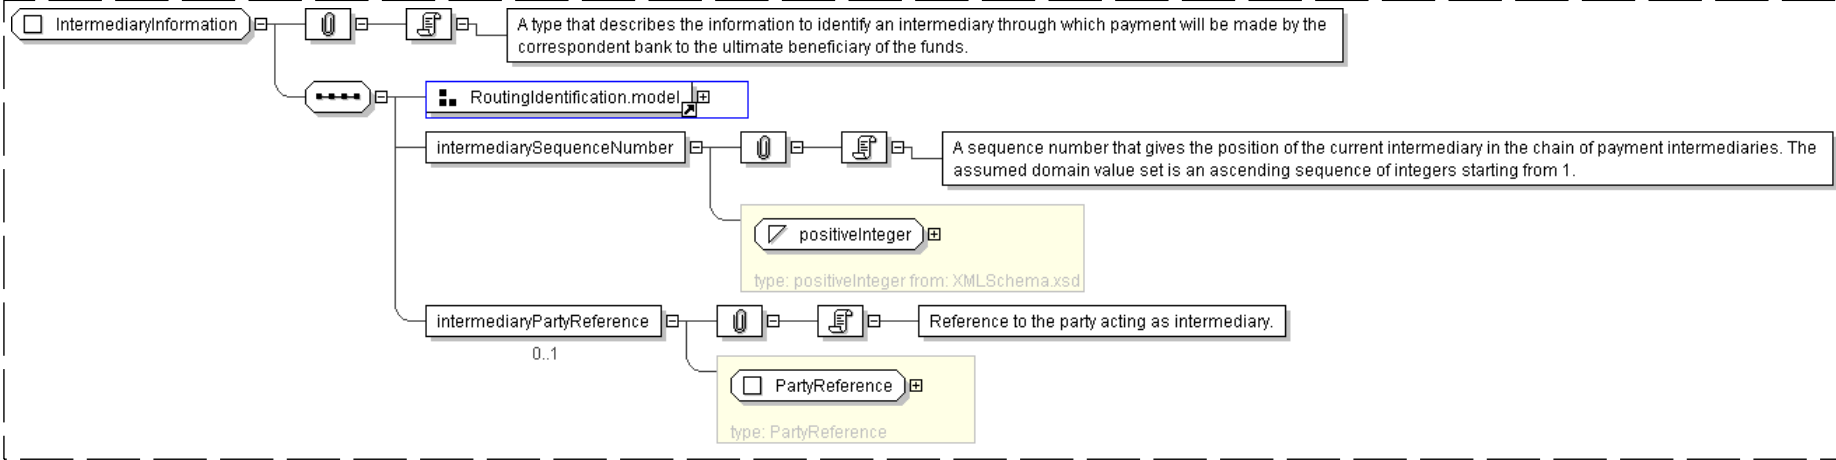 IntermediaryInformation
A type that describes the information to identify an intermediary through which payment will be made by the
correspondent bank to the ultimate beneficiary of the funds.
RoutingIdentification.model
intermediarySequenceNumber
A sequence number that gives the position of the current intermediary in the chain of payment intermediaries. The
assumed domain value set is an ascending sequence of integers starting from 1.
positiveInteger
type: positiveInteger from: XMLSchema.xsd
intermediaryPartyReference
Reference to the party acting as intermediary.
0..1
PartyReference
type: PartyReference